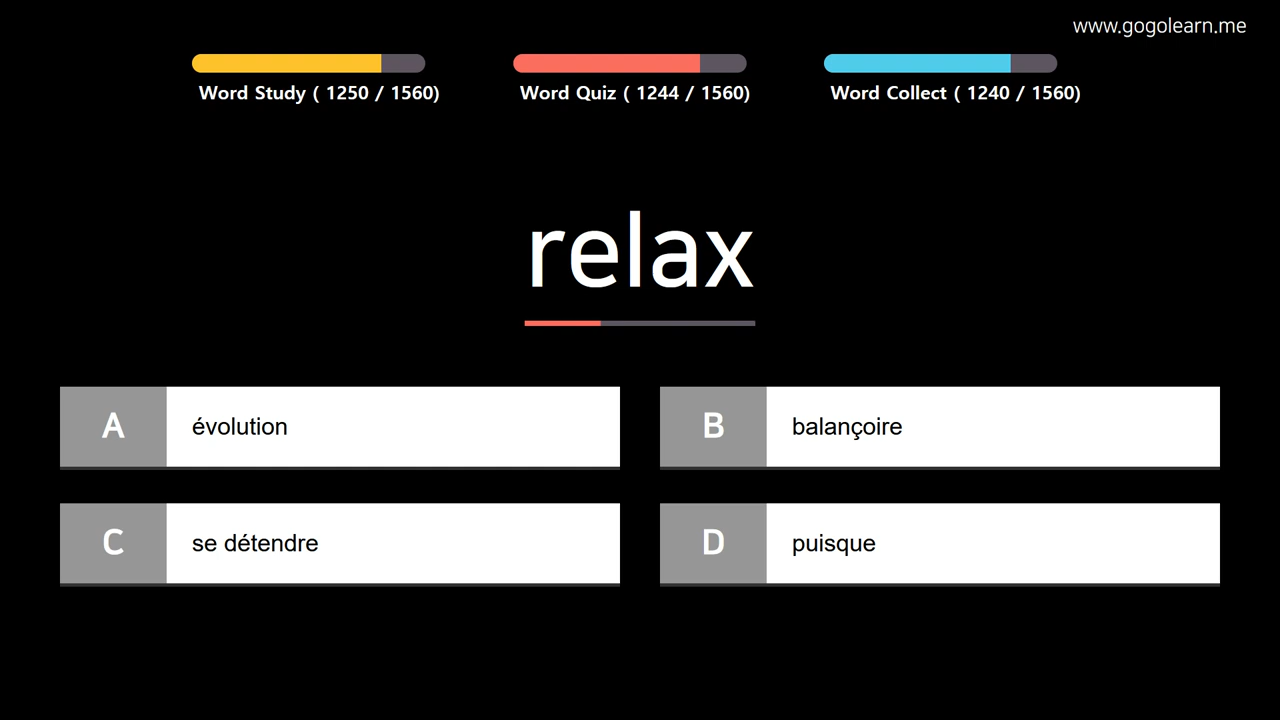 www.gogolearn.me
Word Study ( 1250 / 1560)
Word Quiz ( 1244 / 1560)
Word Collect ( 1240 / 1560)
relax
A
évolution
B
balançoire
C
se détendre
D
puisque